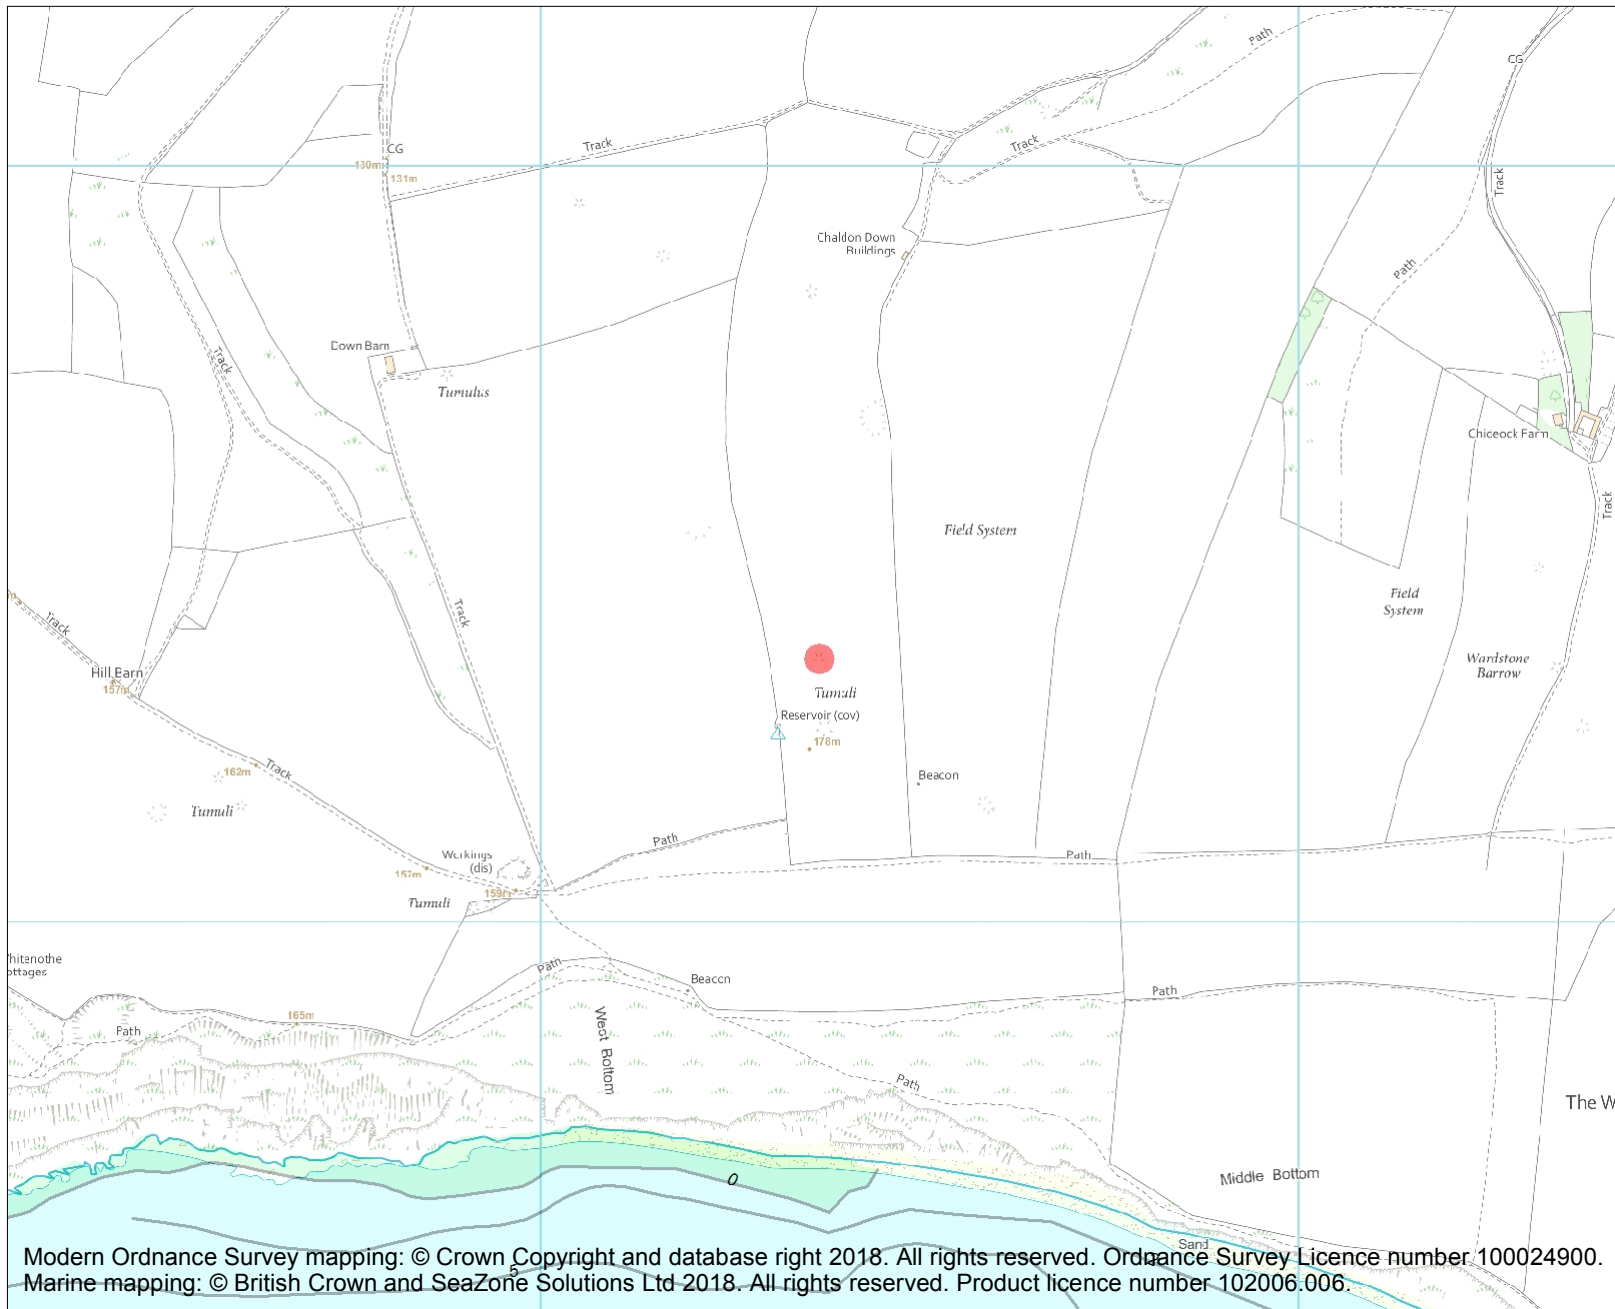 Path
CG
Track
CG
130m
131m
Track
Track
Chaldon Down
Buildings
Path
Track
Down Barn
Tumulus
Chiceock Farm
Track
Field System
Field
System
Track
Track
Hill Barn
157m
Tumuli
Wardstone
Barrow
Reservoir (cov)
178m
162m
Track
Beacon
Tumuli
Path
Path
Workings
(dis)
157m
159m
Tumuli
hitenothe
ottages
Path
Beacon
Path
165m
Path
West Bottom
Path
The W
Middle Bottom
0
Sand
5
Modern Ordnance Survey mapping: © Crown Copyright and database right 2018. All rights reserved. Ordnance Survey Licence number 100024900.
Marine mapping: © British Crown and SeaZone Solutions Ltd 2018. All rights reserved. Product licence number 102006.006.